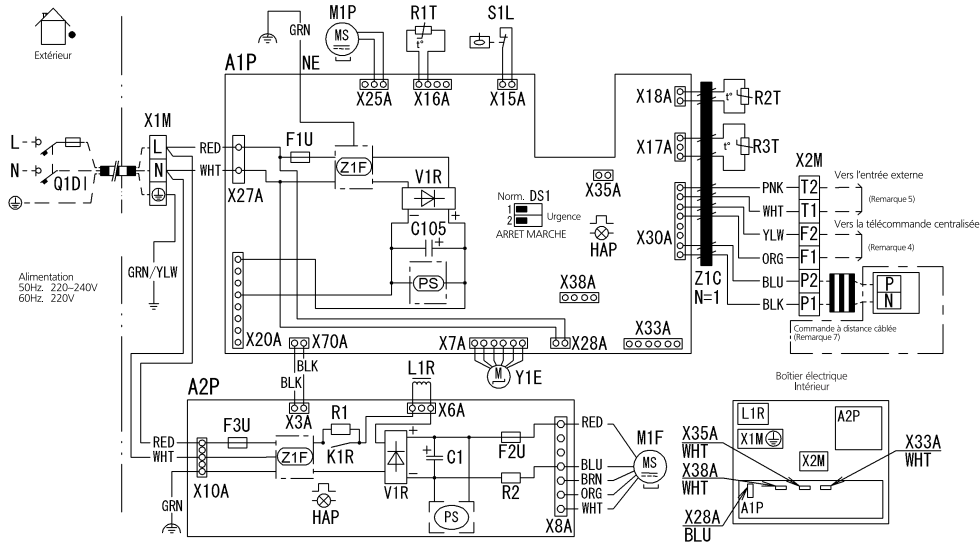 Extérieur
M1P
MS
R1T
t°
S1L
GRN
NE
A1P
X25A
X16A
X15A
X18A
t°
R2T
X17A
t°
R3T
X1M
L
N
L
N
Q1DI
RED
WHT
X27A
F1U
Z1F
V1R
C105
PS
X35A
Norm.
DS1
1
2
Urgence
ARRET MARCHE
HAP
X30A
X38A
X33A
Z1C
N=1
X2M
PNK
T2
WHT
T1
YLW
F2
ORG
F1
BLU
P2
BLK
P1
Vers l'entrée externe
(Remarque 5)
Vers la télécommande centralisée
(Remarque 4)
P
N
Commande à distance câblée
(Remarque 7)
GRN/YLW
Alimentation
50Hz. 220~240V
60Hz. 220V
X20A
X70A
X7A
X28A
M
Y1E
BLK
BLK
L1R
A2P
X3A
X6A
RED
WHT
X10A
GRN
F3U
R1
K1R
Z1F
HAP
V1R
C1
PS
F2U
R2
X8A
RED
BLU
BRN
ORG
WHT
M1F
MS
Boîtier électrique
Intérieur
L1R
A2P
X1M
X2M
A1P
X35A
WHT
X38A
WHT
X28A
BLU
X33A
WHT